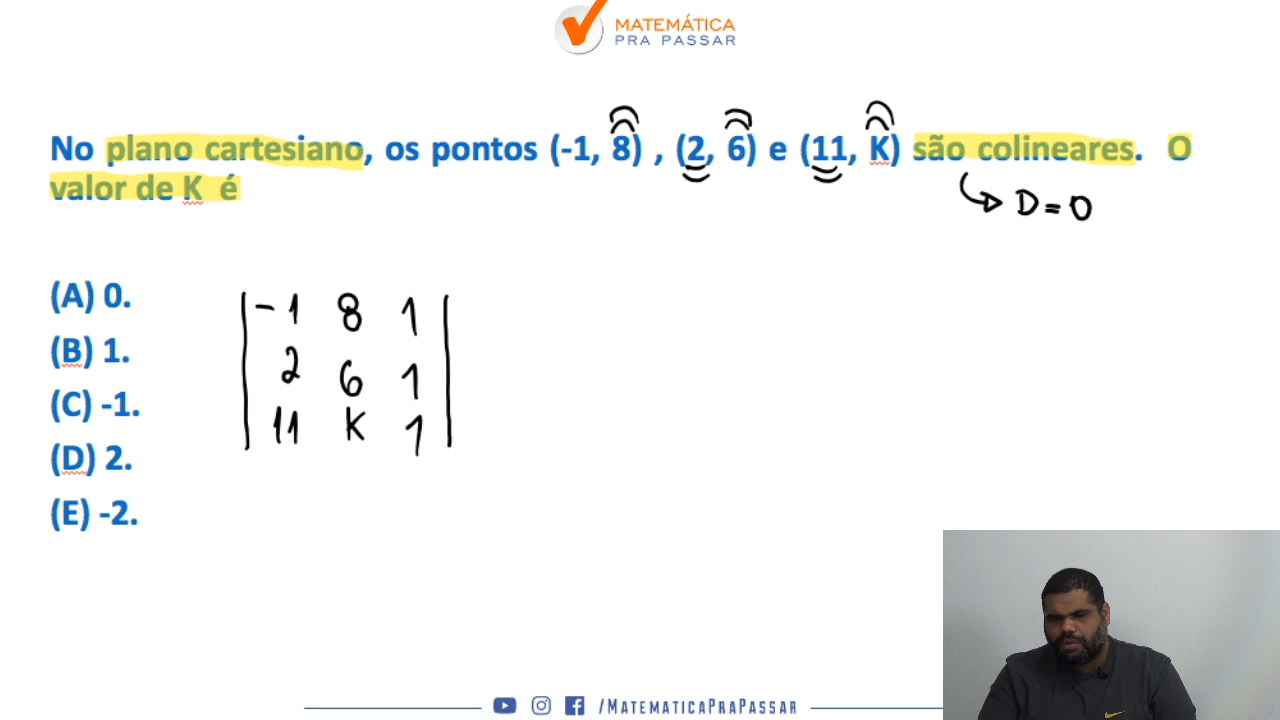 MATEMÁTICA
PRA PASSAR
No plano cartesiano, os pontos (-1, 8) , (2, 6) e (11, K) são colineares. O
valor de K é
D = 0
(A) 0.
(B) 1.
(C) -1.
(D) 2.
(E) -2.
-1 8 1
2 6 1
11 K 1
/MATEMATICAPRAPASSAR